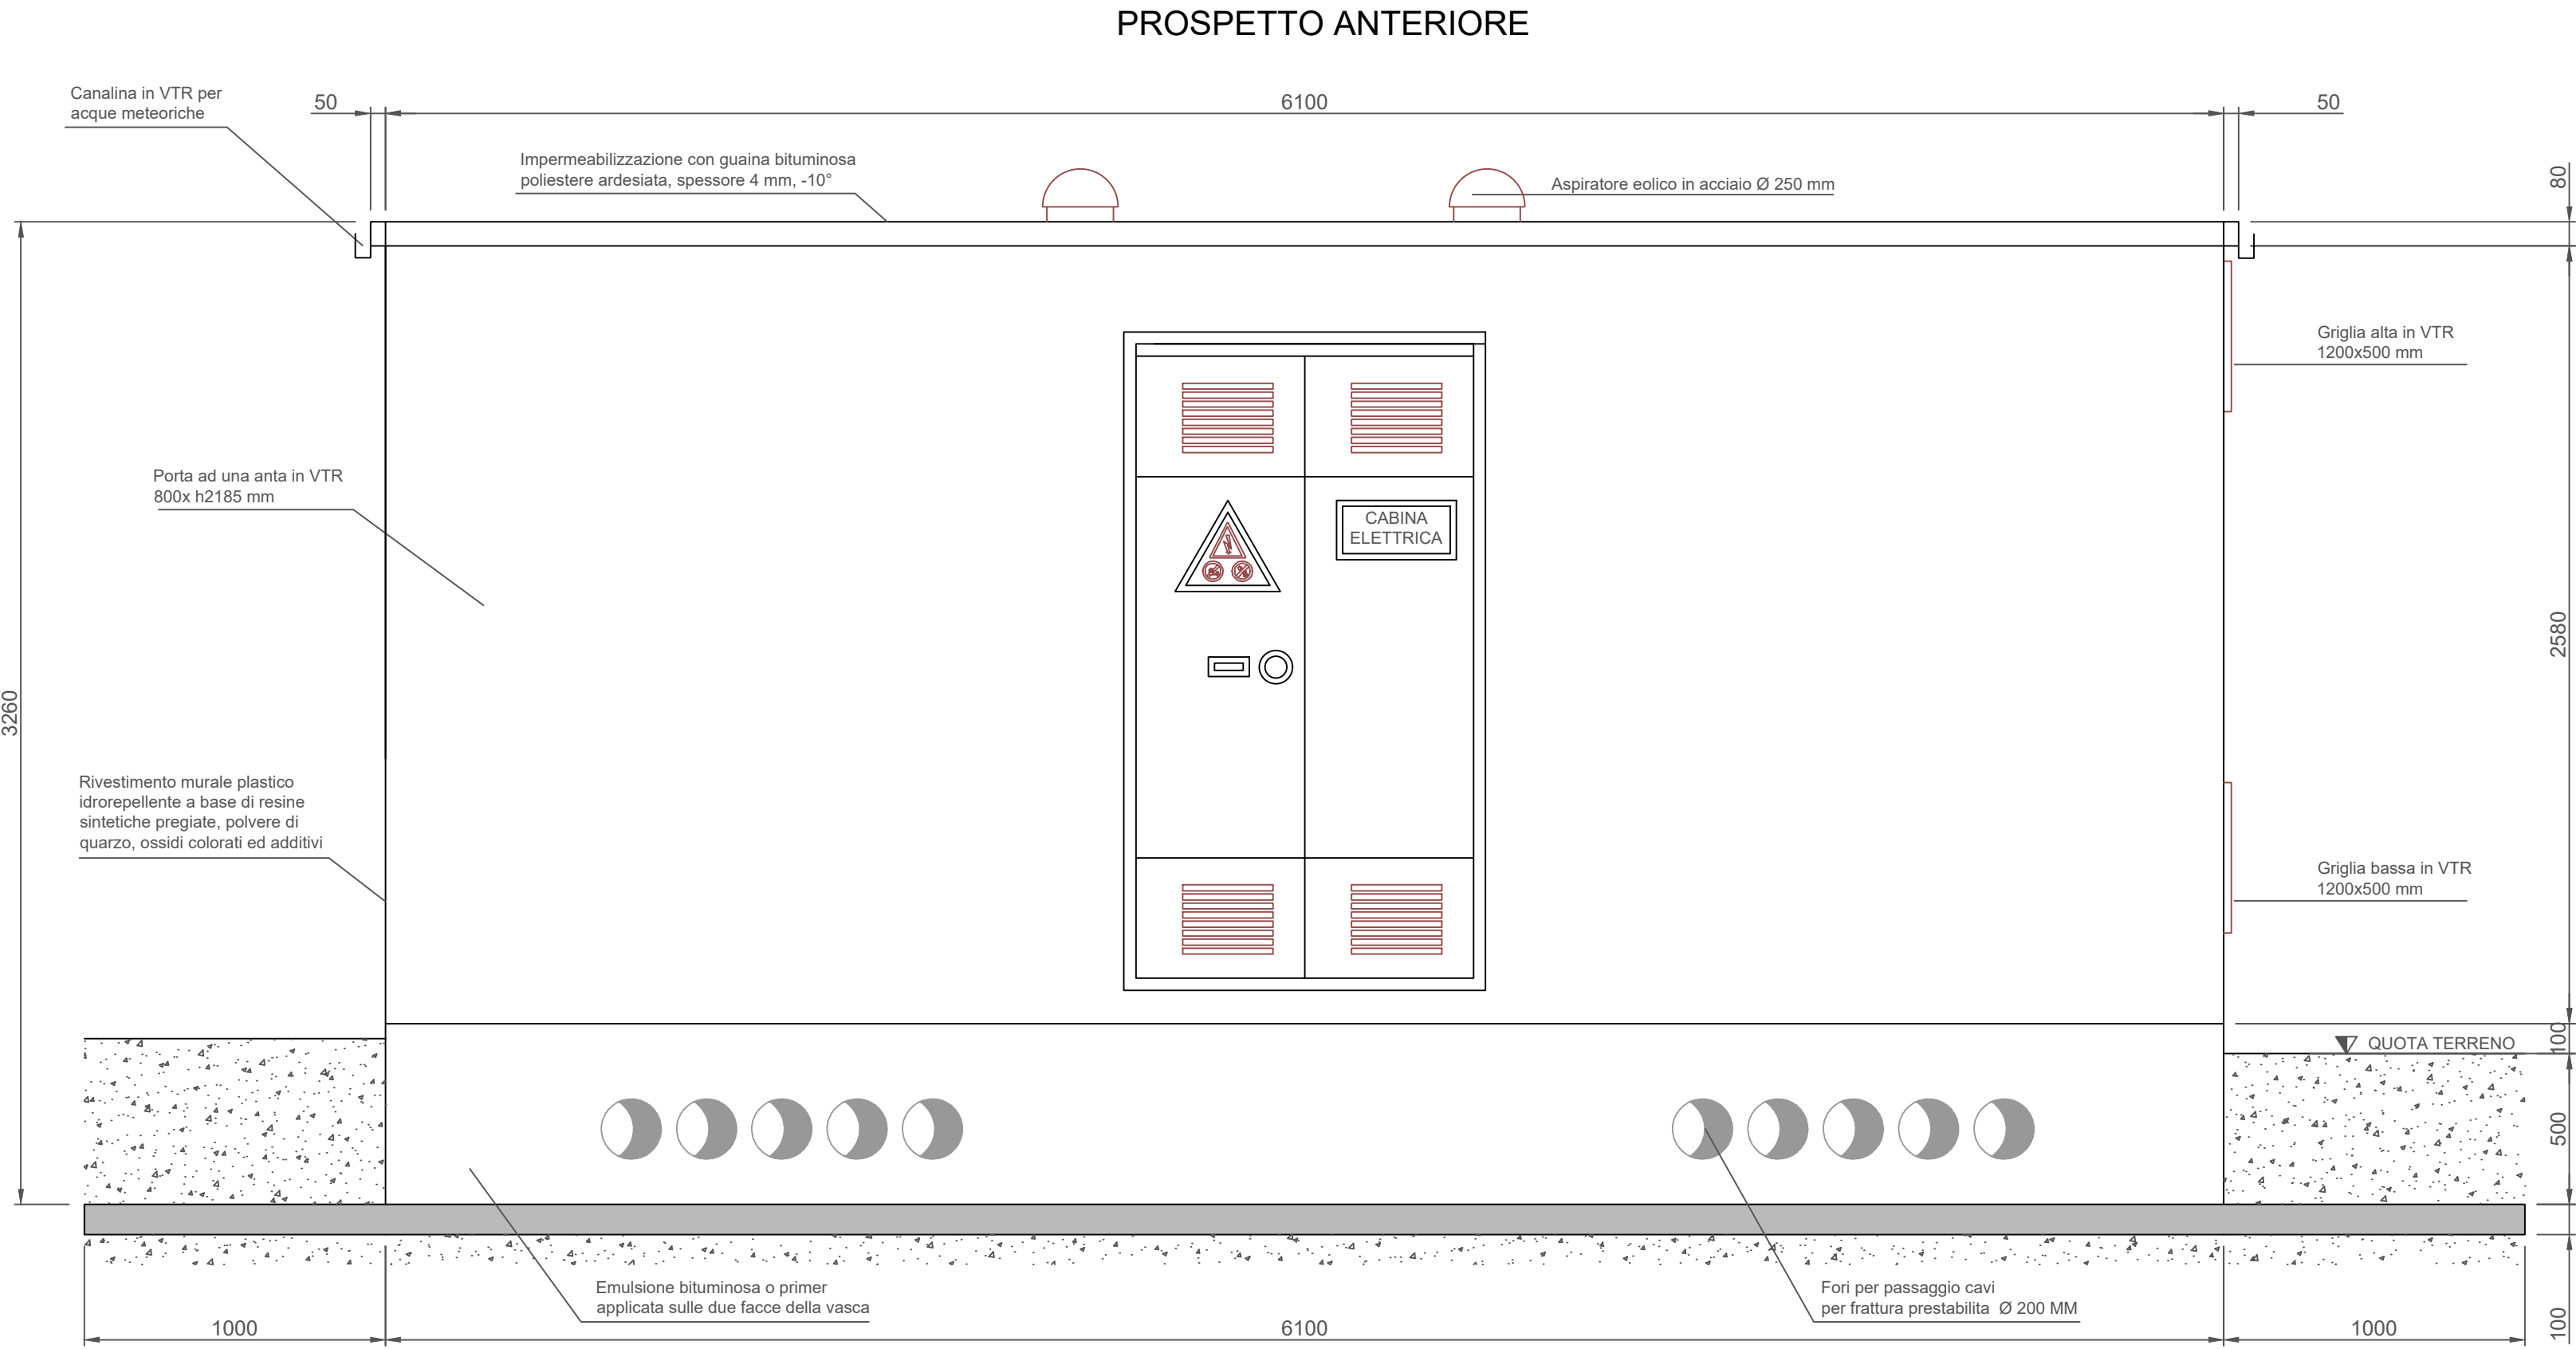 PROSPETTO ANTERIORE
Canalina in VTR per
acque meteoriche
50
6100
50
Impermeabilizzazione con guaina bituminosa
poliestere ardesiata, spessore 4 mm, -10°
Aspiratore eolico in acciaio Ø 250 mm
80
Griglia alta in VTR
1200x500 mm
Porta ad una anta in VTR
800x h2185 mm
CABINA
ELETTRICA
2580
3260
Rivestimento murale plastico
idrorepellente a base di resine
sintetiche pregiate, polvere di
quarzo, ossidi colorati ed additivi
Griglia bassa in VTR
1200x500 mm
100
QUOTA TERRENO
500
Emulsione bituminosa o primer
applicata sulle due facce della vasca
Fori per passaggio cavi
per frattura prestabilita Ø 200 MM
1000
6100
1000
100